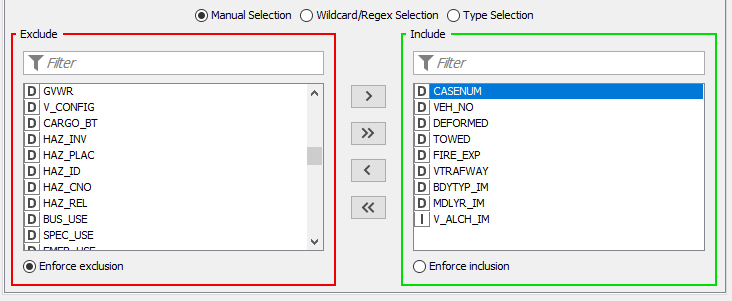 Manual Selection Wildcard/Regex Selection Type Selection
Exclude
Filter
D GVWR
D V_CONFIG
D CARGO_BT
D HAZ_INV
D HAZ_PLAC
D HAZ_ID
D HAZ_CNO
D HAZ_REL
D BUS_USE
D SPEC_USE
D EMER_USE
Enforce exclusion
>
>>
<
<<
Include
Filter
D CASENUM
D VEH_NO
D DEFORMED
D TOWED
D FIRE_EXP
D VTRAFWAY
D BDYTYP_IM
D MDLYR_IM
I V_ALCH_IM
Enforce inclusion